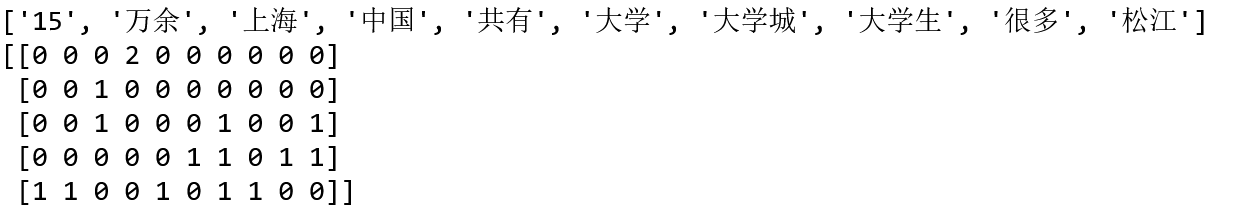 ['15', '万余', '上海', '中国', '共有', '大学', '大学城', '大学生', '很多', '松江']
[[0 0 0 2 0 0 0 0 0 0]
[0 0 1 0 0 0 0 0 0 0]
[0 0 1 0 0 0 1 0 0 1]
[0 0 0 0 0 1 1 0 1 1]
[1 1 0 0 1 0 1 1 0 0]]